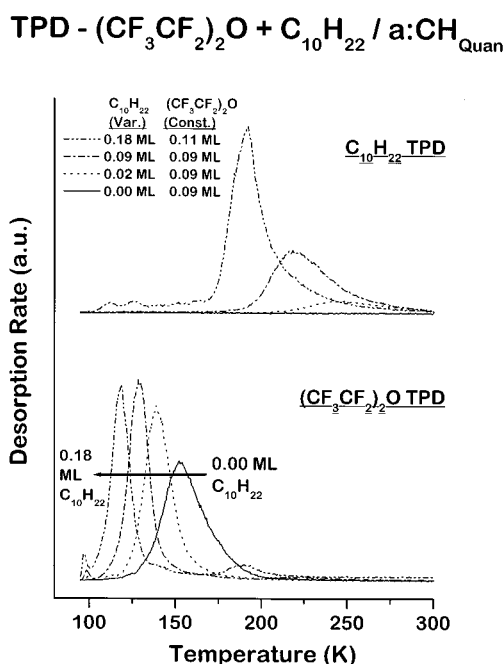 TPD - (CF₃CF₂)₂O + C₁₀H₂₂ / a:CH_Quan
C₁₀H₂₂ (CF₃CF₂)₂O
(Var.) (Const.)
0.18 ML 0.11 ML
0.09 ML 0.09 ML
0.02 ML 0.09 ML
0.00 ML 0.09 ML
C₁₀H₂₂ TPD
Desorption Rate (a.u.)
(CF₃CF₂)₂O TPD
0.18
ML
C₁₀H₂₂
0.00 ML
C₁₀H₂₂
100 150 200 250 300
Temperature (K)